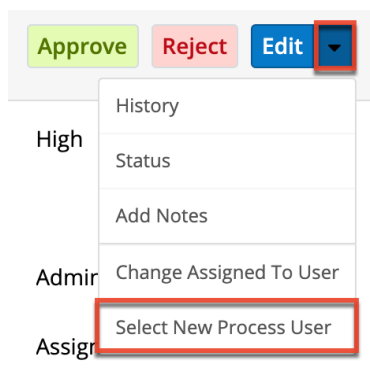 Approve Reject Edit
History
High
Status
Add Notes
Admin
Change Assigned To User
Select New Process User
Assign